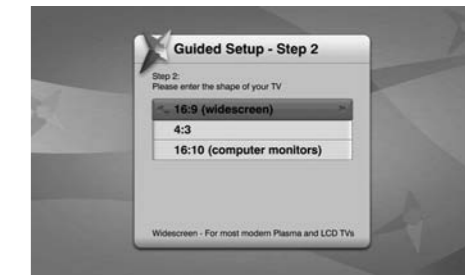 Guided Setup - Step 2
Step 2:
Please enter the shape of your TV
16:9 (widescreen)
4:3
16:10 (computer monitors)
Widescreen - For most modern Plasma and LCD TVs